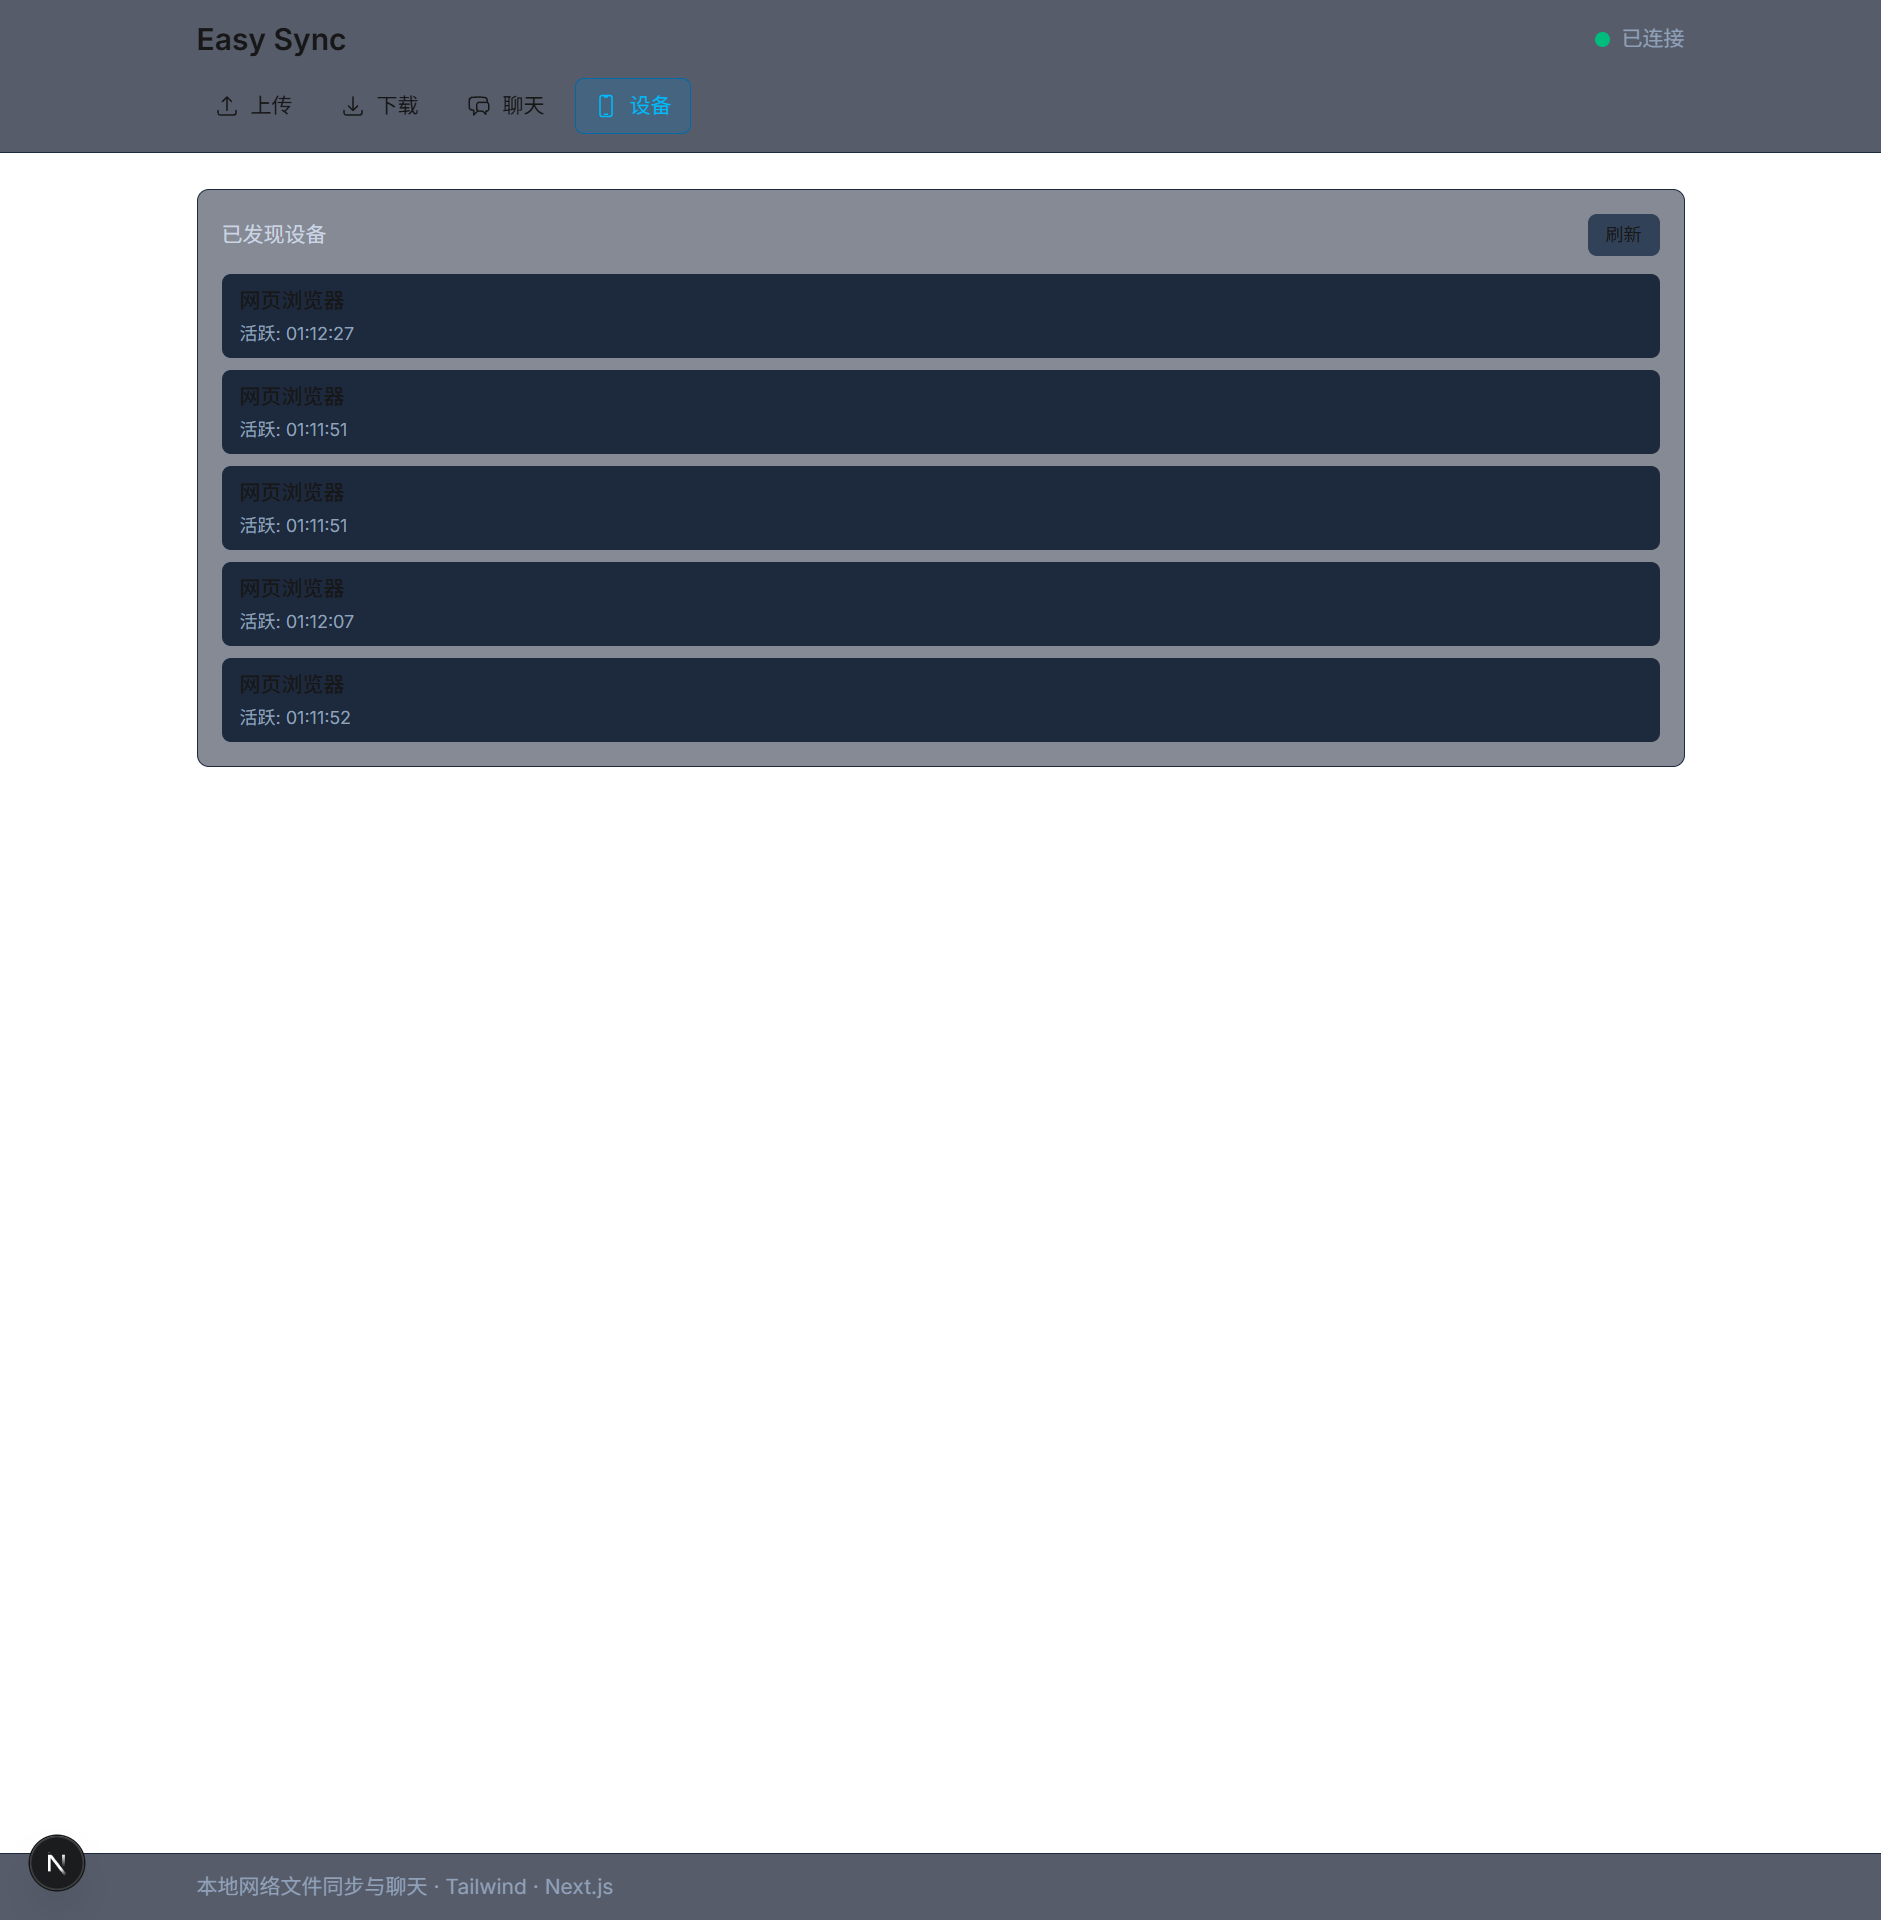 Easy Sync
已连接
上传
下载
聊天
设备
已发现设备
刷新
网页浏览器
活跃: 01:12:27
网页浏览器
活跃: 01:11:51
网页浏览器
活跃: 01:11:51
网页浏览器
活跃: 01:12:07
网页浏览器
活跃: 01:11:52
N
本地网络文件同步与聊天 · Tailwind · Next.js